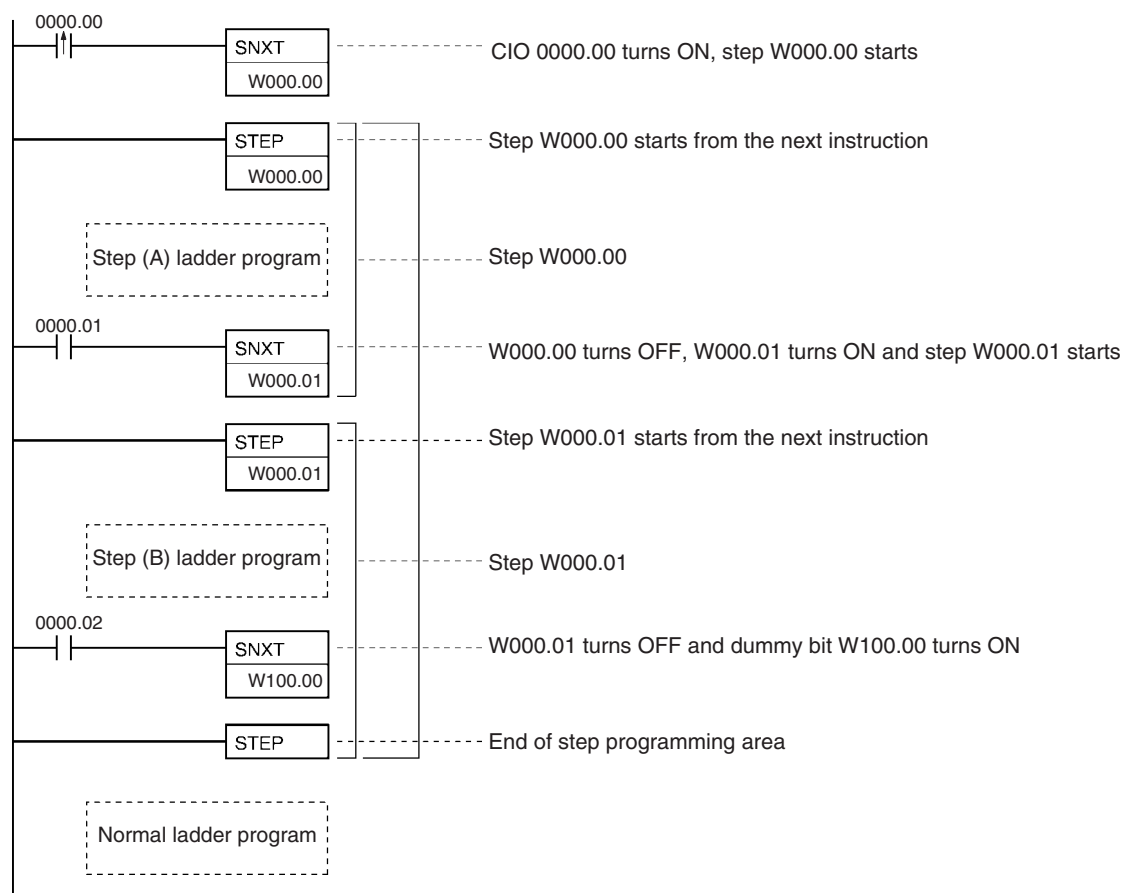 0000.00
SNXT
W000.00
CIO 0000.00 turns ON, step W000.00 starts
STEP
W000.00
Step W000.00 starts from the next instruction
Step (A) ladder program
Step W000.00
0000.01
SNXT
W000.01
W000.00 turns OFF, W000.01 turns ON and step W000.01 starts
STEP
W000.01
Step W000.01 starts from the next instruction
Step (B) ladder program
Step W000.01
0000.02
SNXT
W100.00
W000.01 turns OFF and dummy bit W100.00 turns ON
STEP
End of step programming area
Normal ladder program